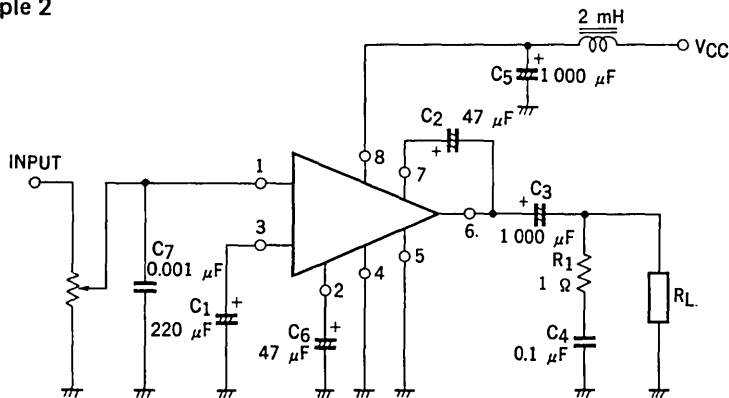 ple 2
2 mH
VCC
C5
+
1 000 μF
C2
47 μF
+
8
7
INPUT
1
3
C3
+
6.
1 000 μF
5
C7
0.001 μF
R1
1 Ω
RL.
2
4
C1
+
220 μF
C6
+
47 μF
C4
0.1 μF